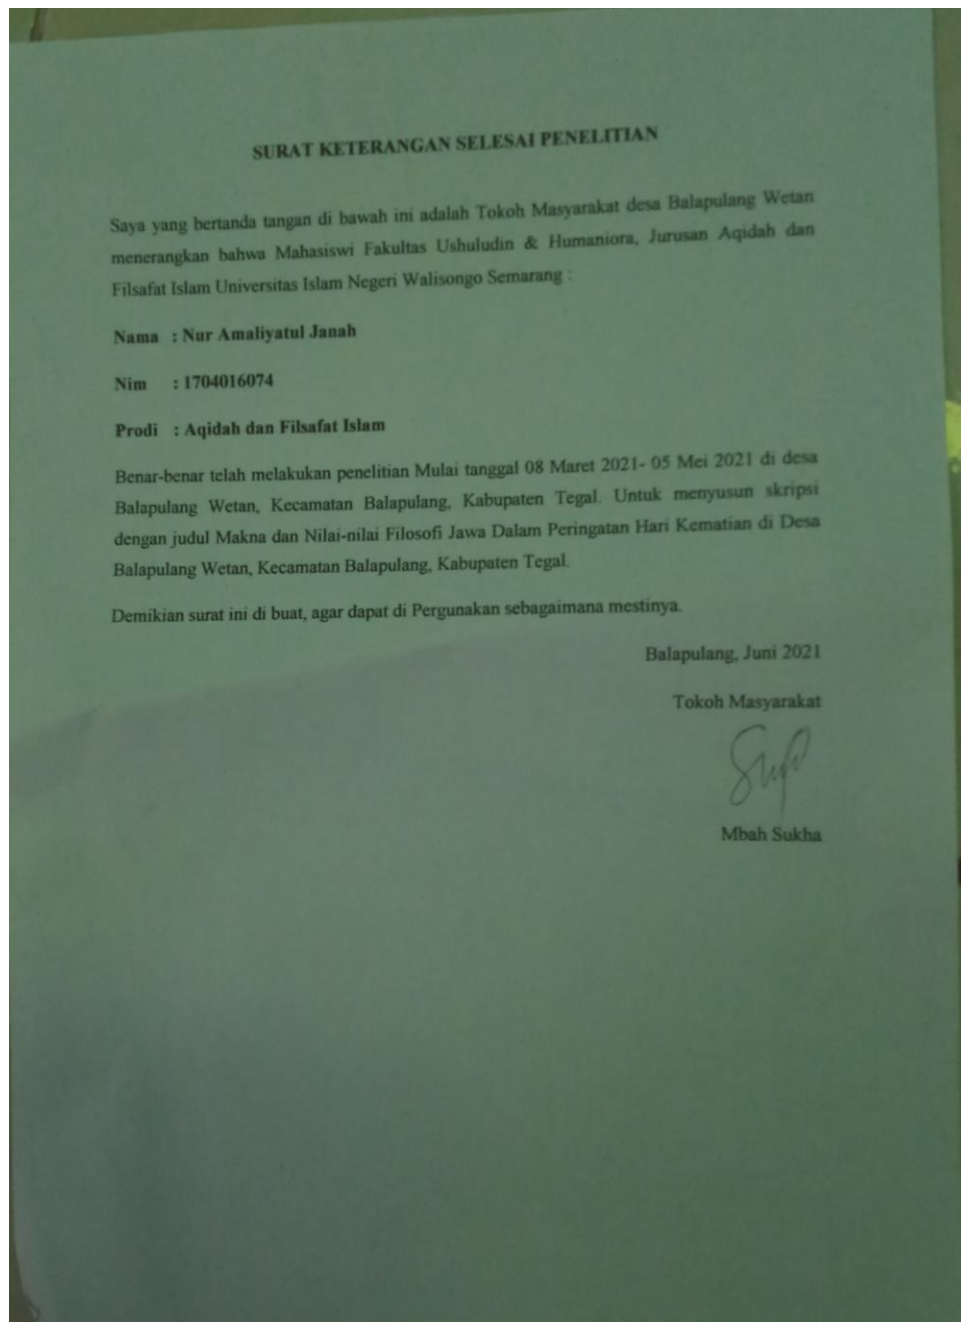 SURAT KETERANGAN SELESAI PENELITIAN
Saya yang bertanda tangan di bawah ini adalah Tokoh Masyarakat desa Balapulang Wetan
menerangkan bahwa Mahasiswi Fakultas Ushuludin & Humaniora, Jurusan Aqidah dan
Filsafat Islam Universitas Islam Negeri Walisongo Semarang :
Nama : Nur Amaliyatul Janah
Nim : 1704016074
Prodi : Aqidah dan Filsafat Islam
Benar-benar telah melakukan penelitian Mulai tanggal 08 Maret 2021- 05 Mei 2021 di desa
Balapulang Wetan, Kecamatan Balapulang, Kabupaten Tegal. Untuk menyusun skripsi
dengan judul Makna dan Nilai-nilai Filosofi Jawa Dalam Peringatan Hari Kematian di Desa
Balapulang Wetan, Kecamatan Balapulang, Kabupaten Tegal.
Demikian surat ini di buat, agar dapat di Pergunakan sebagaimana mestinya.
Balapulang, Juni 2021
Tokoh Masyarakat
Mbah Sukha